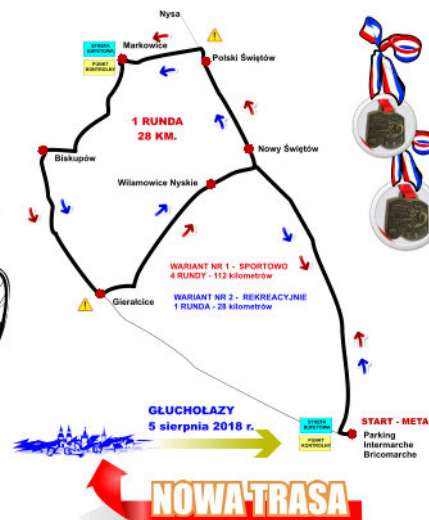 Nysa
STREFA
BUFETOWA
Markowice
PUNKT
KONTROLNY
Polski Świętów
1 RUNDA
28 KM.
Nowy Świętów
Biskupów
Wilamowice Nyskie
WARIANT NR 1 - SPORTOWO
4 RUNDY - 112 kilometrów
WARIANT NR 2 - REKREACYJNIE
1 RUNDA - 28 kilometrów
Gierałcice
GŁUCHOŁAZY
5 sierpnia 2018 r.
STREFA
BUFETOWA
PUNKT
KONTROLNY
START - META
Parking
Intermarche
Bricomarche
NOWA TRASA